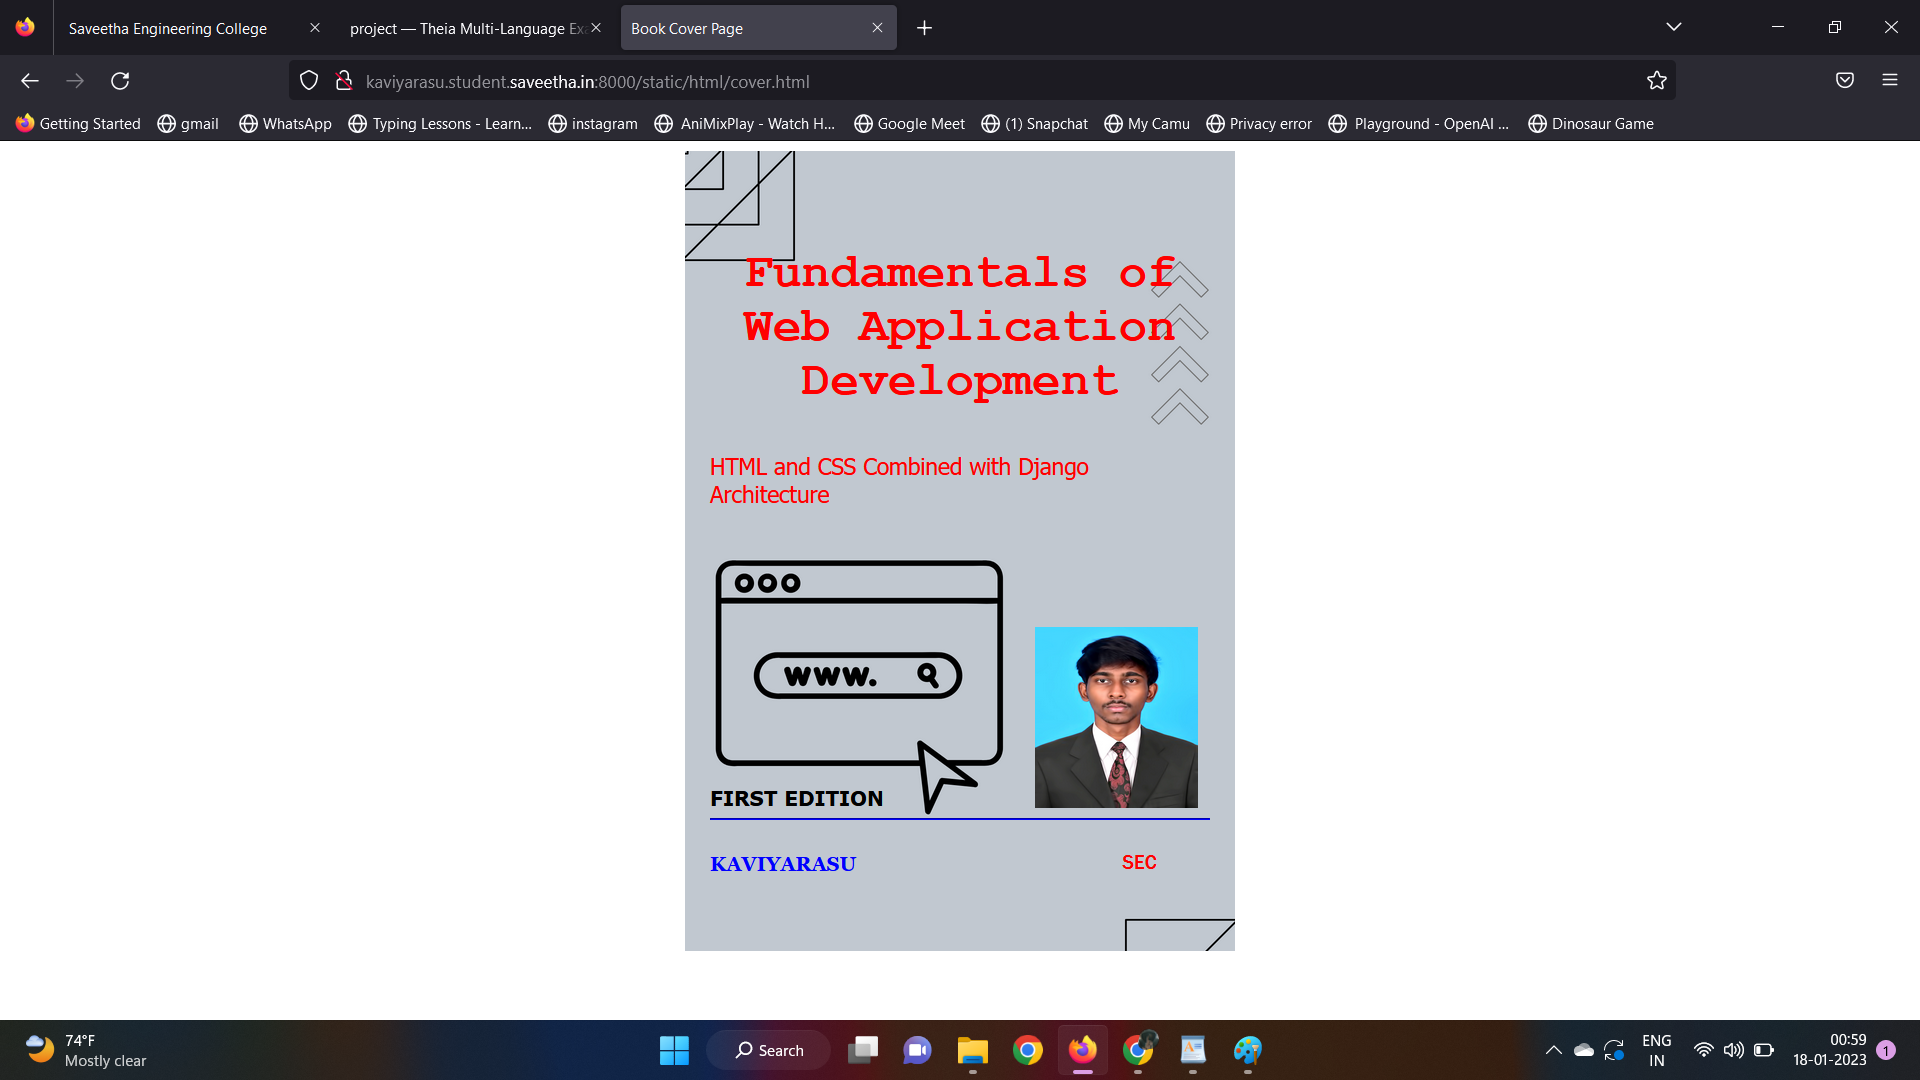 Saveetha Engineering College
project — Theia Multi-Language Exa
Book Cover Page
kaviyarasu.student.saveetha.in:8000/static/html/cover.html
Getting Started
gmail
WhatsApp
Typing Lessons - Learn...
instagram
AniMixPlay - Watch H...
Google Meet
(1) Snapchat
My Camu
Privacy error
Playground - OpenAI ...
Dinosaur Game
Fundamentals of
Web Application
Development
HTML and CSS Combined with Django
Architecture
www.
FIRST EDITION
KAVIYARASU
SEC
74°F
Mostly clear
Search
ENG
IN
00:59
18-01-2023
1